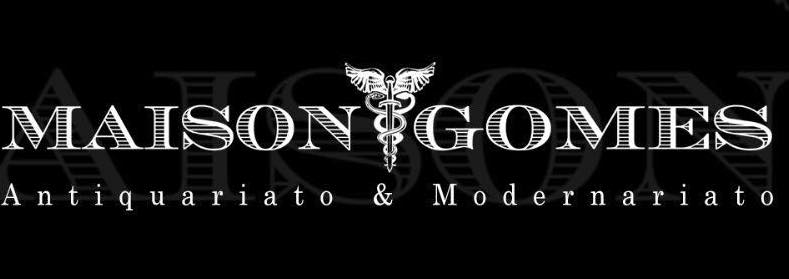 MAISON GOMES
Antiquariato & Modernariato